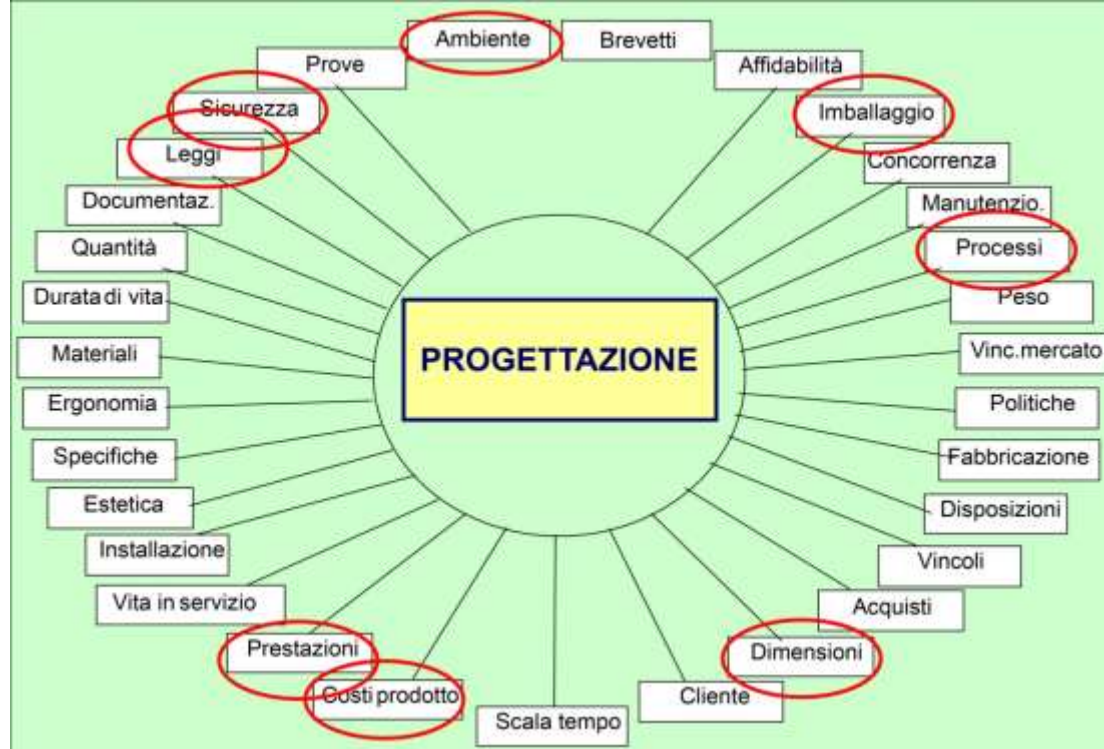 Ambiente
Brevetti
Prove
Affidabilità
Sicurezza
Imballaggio
Leggi
Concorrenza
Documentaz.
Manutenzio.
Quantità
Processi
Durata di vita
Peso
Materiali
Vinc.mercato
PROGETTAZIONE
Ergonomia
Politiche
Specifiche
Fabbricazione
Estetica
Disposizioni
Installazione
Vincoli
Vita in servizio
Acquisti
Prestazioni
Dimensioni
Costi prodotto
Cliente
Scala tempo